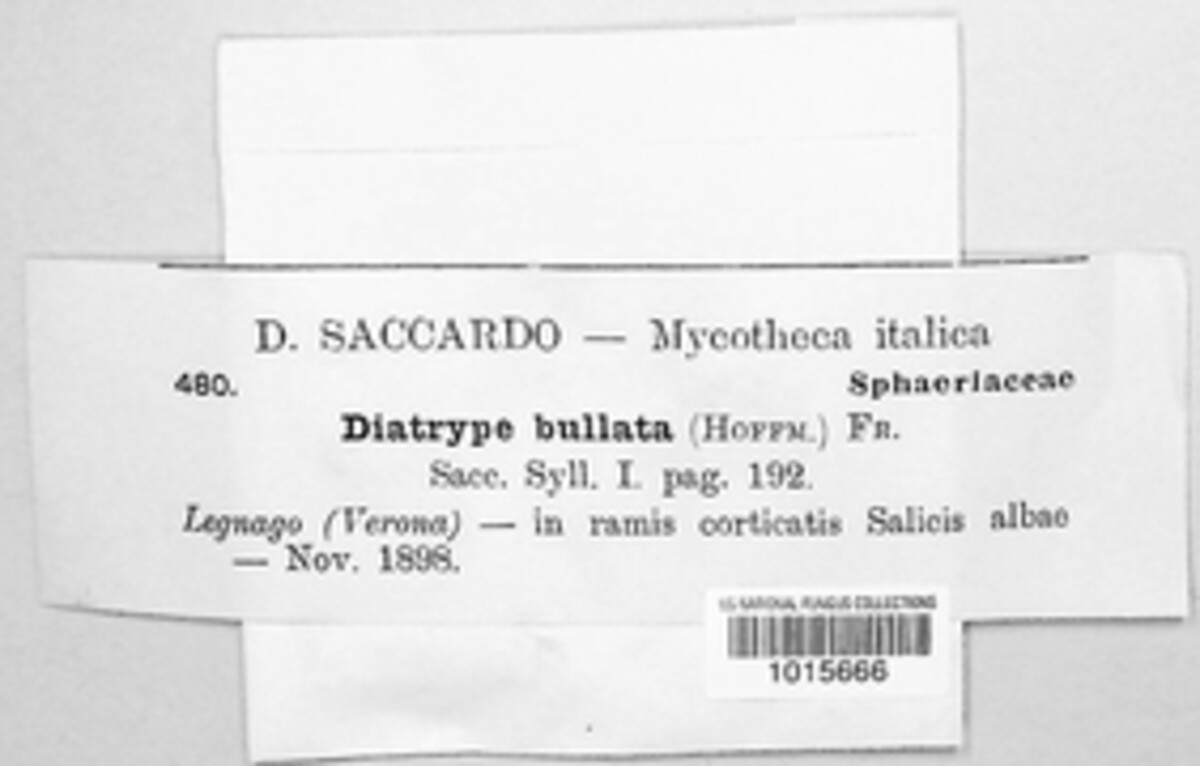 D. SACCARDO — Mycotheca italica
480.
Sphaeriaceae
Diatrype bullata (HOFFM.) FR.
Sacc. Syll. I. pag. 192.
Legnago (Verona) — in ramis corticatis Salicis albae
— Nov. 1898.
US NATIONAL FUNGUS COLLECTIONS
1015666